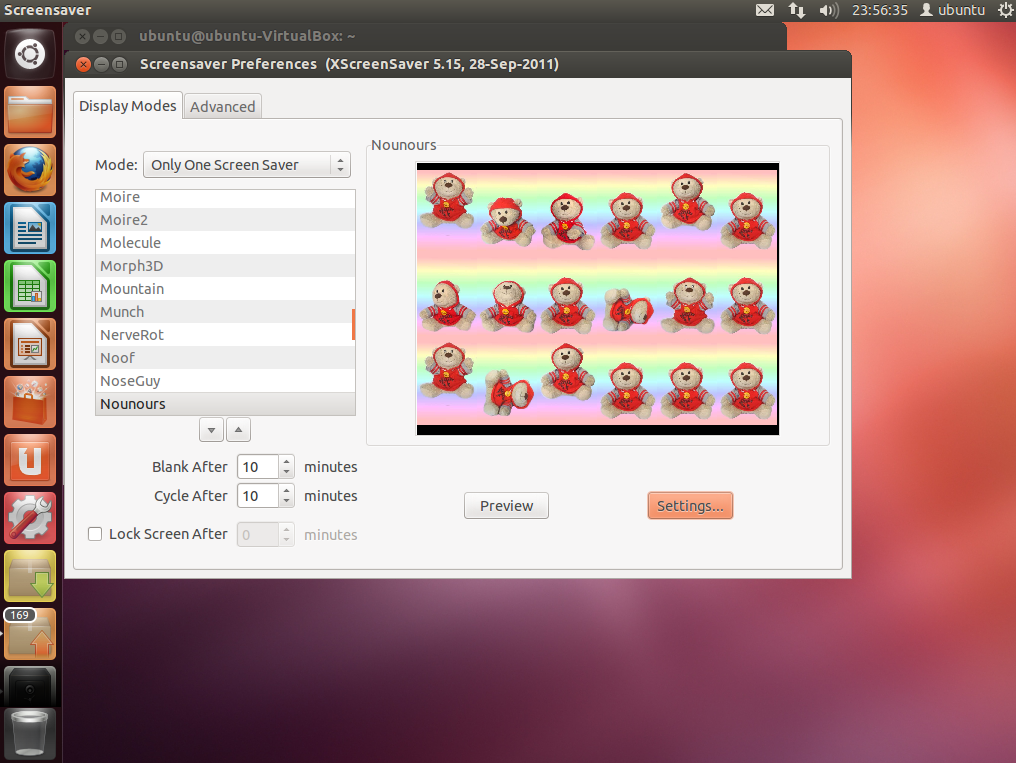 Screensaver
23:56:35
ubuntu
ubuntu@ubuntu-VirtualBox: ~
Screensaver Preferences  (XScreenSaver 5.15, 28-Sep-2011)
Display Modes
Advanced
Mode:
Only One Screen Saver
Moire
Moire2
Molecule
Morph3D
Mountain
Munch
NerveRot
Noof
NoseGuy
Nounours
Nounours
Blank After
10
minutes
Cycle After
10
minutes
Lock Screen After
0
minutes
Preview
Settings...
169